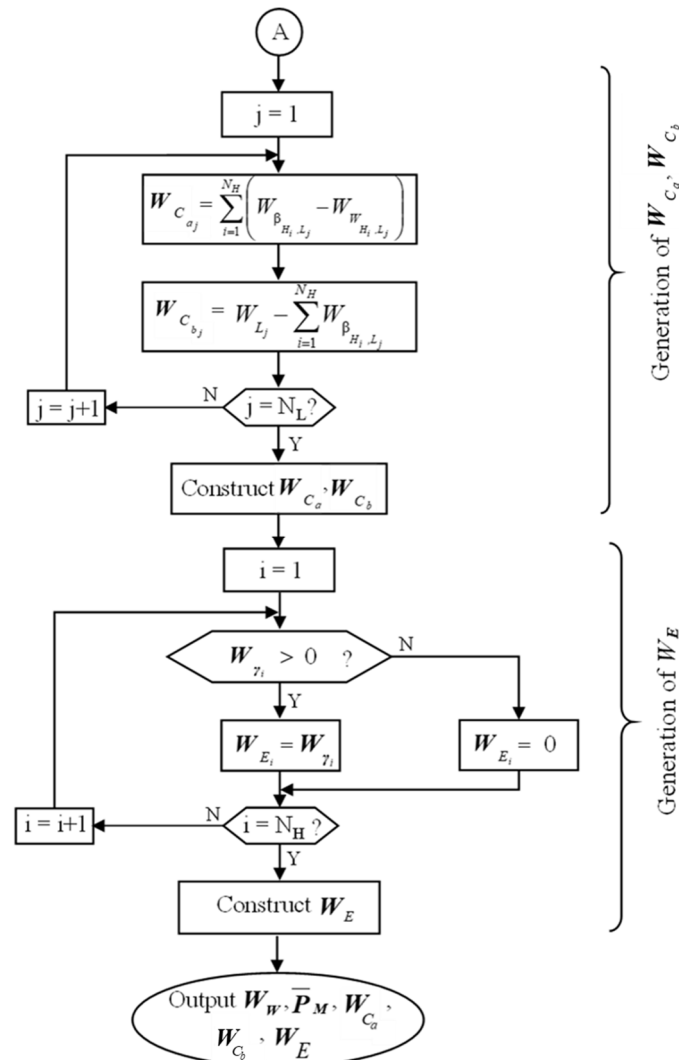 A
j = 1
W_{C_{a_j}} = \sum_{i=1}^{N_H} ( W_{β_{H_i, L_j}} − W_{W_{H_i, L_j}} )
W_{C_{b_j}} = W_{L_j} − \sum_{i=1}^{N_H} W_{β_{H_i, L_j}}
j = j+1
N
j = N_L ?
Y
Construct W_{C_a}, W_{C_b}
Generation of W_{C_a}, W_{C_b}
i = 1
W_{γ_i} > 0 ?
N
Y
W_{E_i} = W_{γ_i}
W_{E_i} = 0
i = i+1
N
i = N_H ?
Y
Construct W_E
Generation of W_E
Output W_W, \overline{P}_M, W_{C_a},
W_{C_b}, W_E